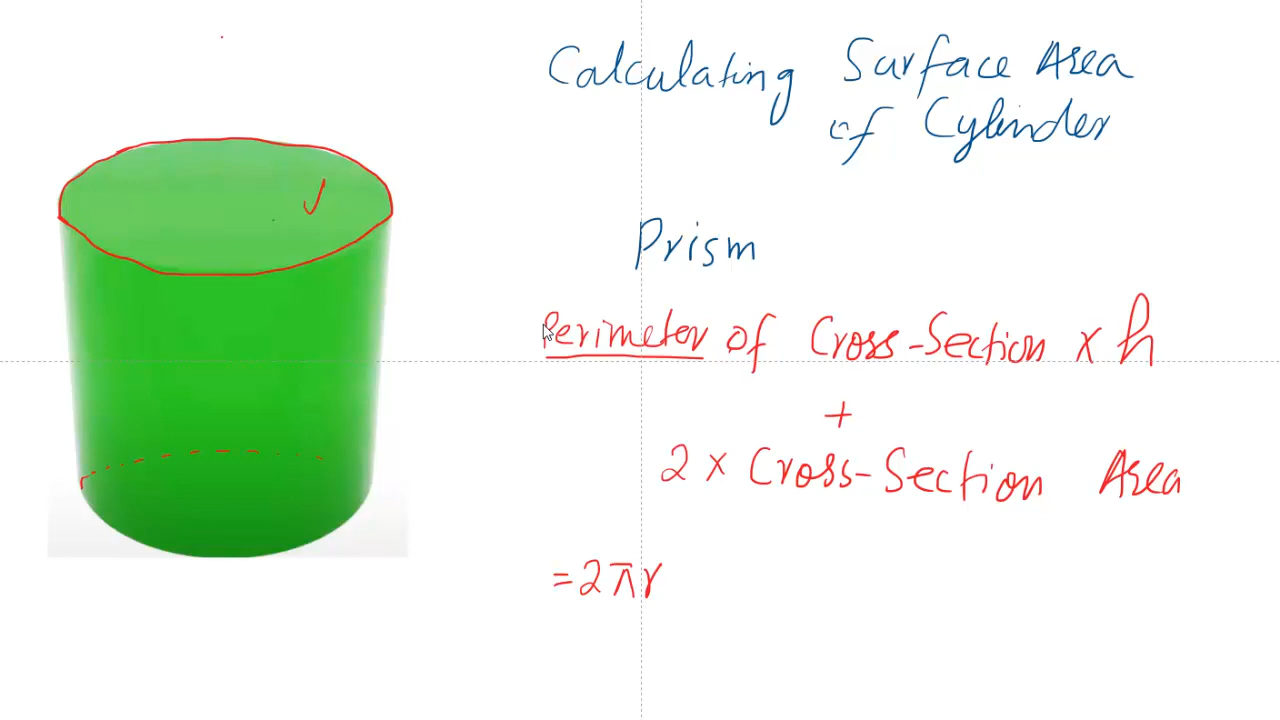 Calculating Surface Area
of Cylinder
Prism
Perimeter of Cross-Section × h
+
2 × Cross-Section Area
= 2πr